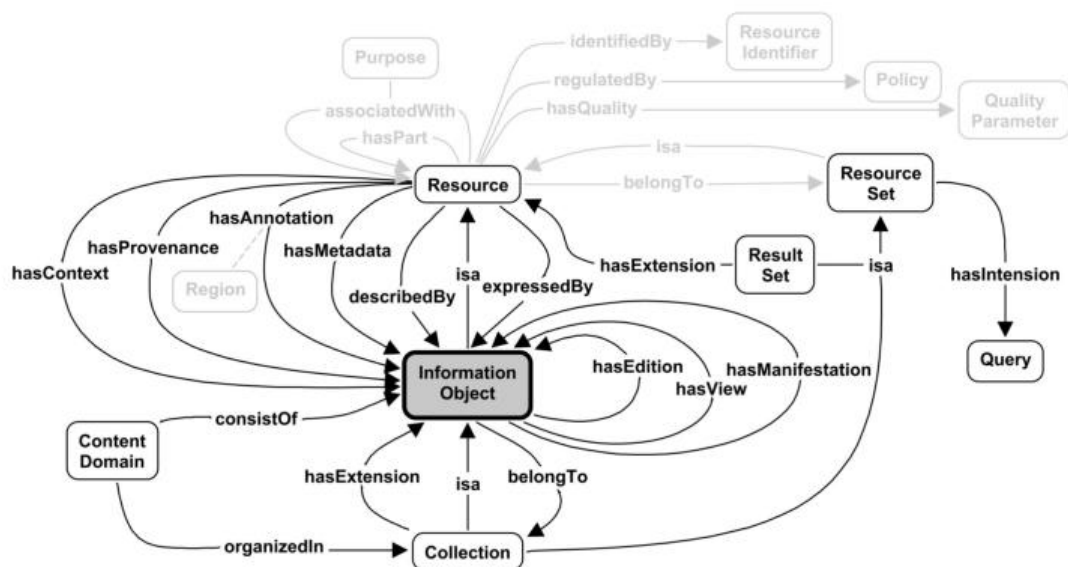 identifiedBy
Resource
Identifier
Purpose
regulatedBy
Policy
associatedWith
hasQuality
Quality
Parameter
hasPart
isa
Resource
belongTo
Resource
Set
hasAnnotation
hasProvenance
hasMetadata
hasContext
hasExtension
Result
Set
isa
isa
hasIntension
Region
describedBy
expressedBy
Information
Object
hasEdition
hasView
hasManifestation
Query
consistOf
Content
Domain
hasExtension
isa
belongTo
organizedIn
Collection